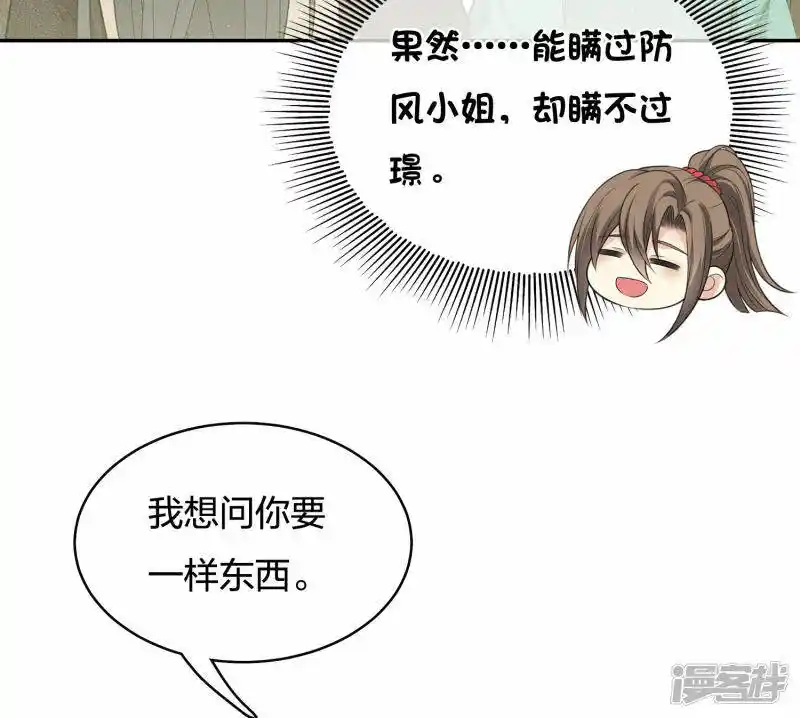 果然……能瞒过防
风小姐，却瞒不过
璟。
我想问你要
一样东西。
漫客栈